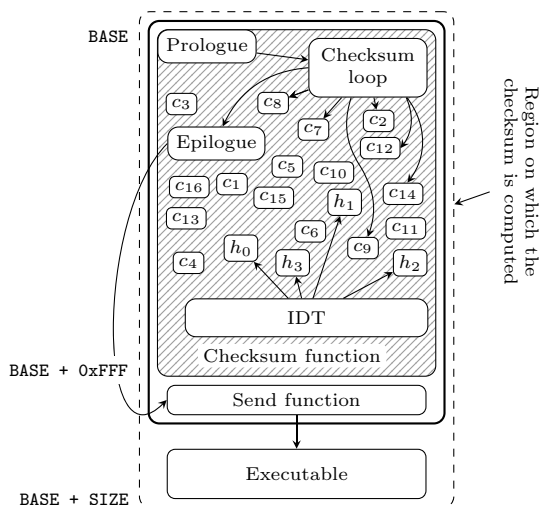 BASE
Prologue
Checksum
loop
c3
c8
c7
c2
c12
Epilogue
c5
c10
c16
c1
c15
c14
h1
c13
c6
c11
c9
h0
h3
h2
c4
IDT
Checksum function
BASE + 0xFFF
Send function
Executable
BASE + SIZE
Region on which the
checksum is computed